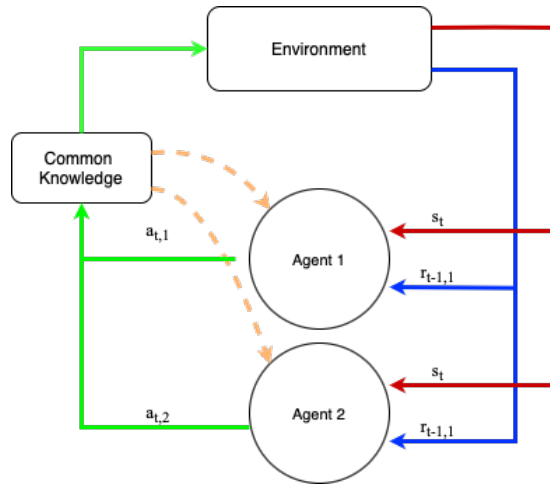 Environment
Common
Knowledge
a_{t,1}
s_t
Agent 1
r_{t-1,1}
s_t
a_{t,2}
Agent 2
r_{t-1,1}